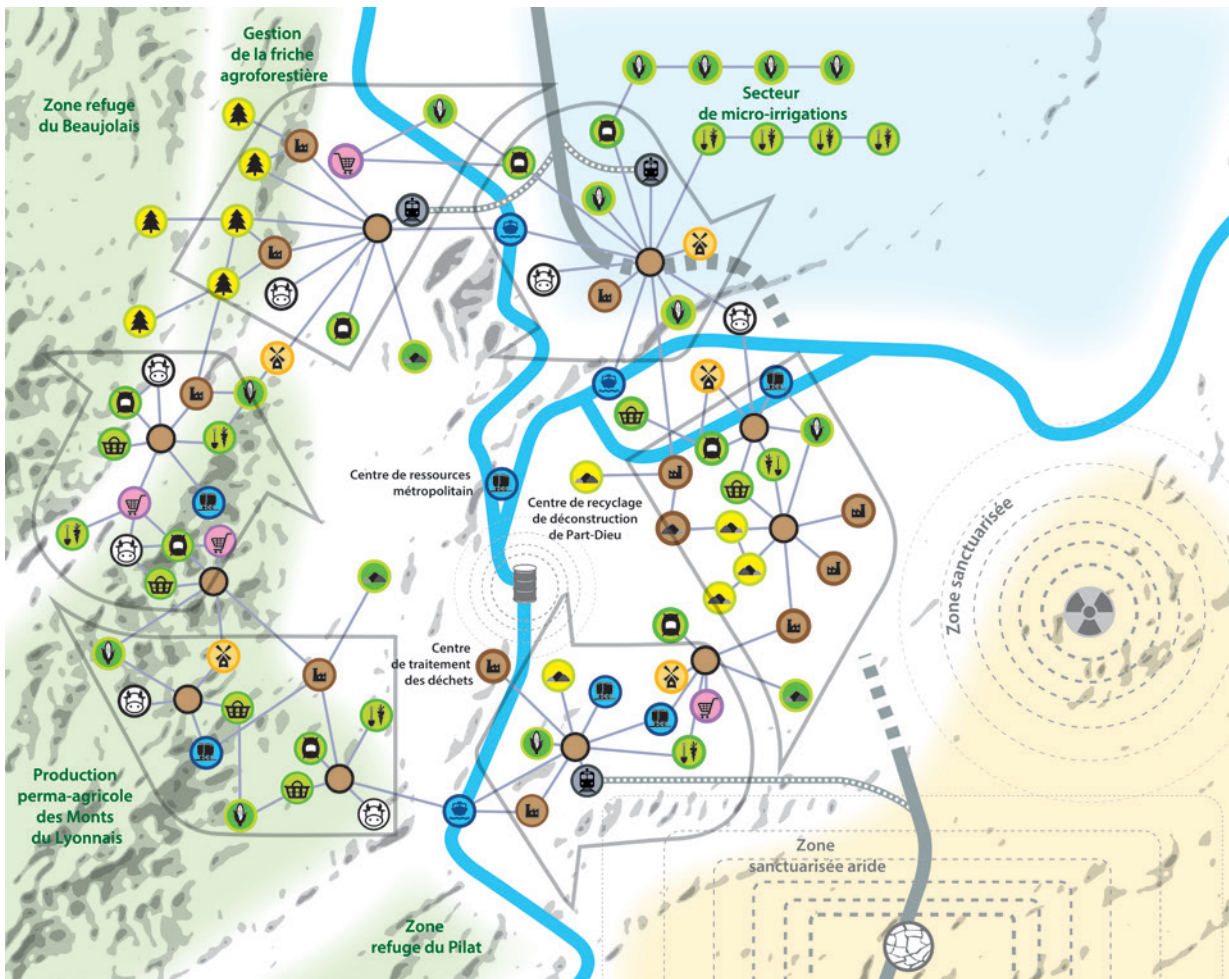 Gestion
de la friche
agroforestière
Zone refuge
du Beaujolais
Secteur
de micro-irrigations
Centre de ressources
métropolitain
Centre de recyclage
de déconstruction
de Part-Dieu
Zone sanctuarisée
Centre
de traitement
des déchets
Production
perma-agricole
des Monts
du Lyonnais
Zone
sanctuarisée aride
Zone
refuge du Pilat